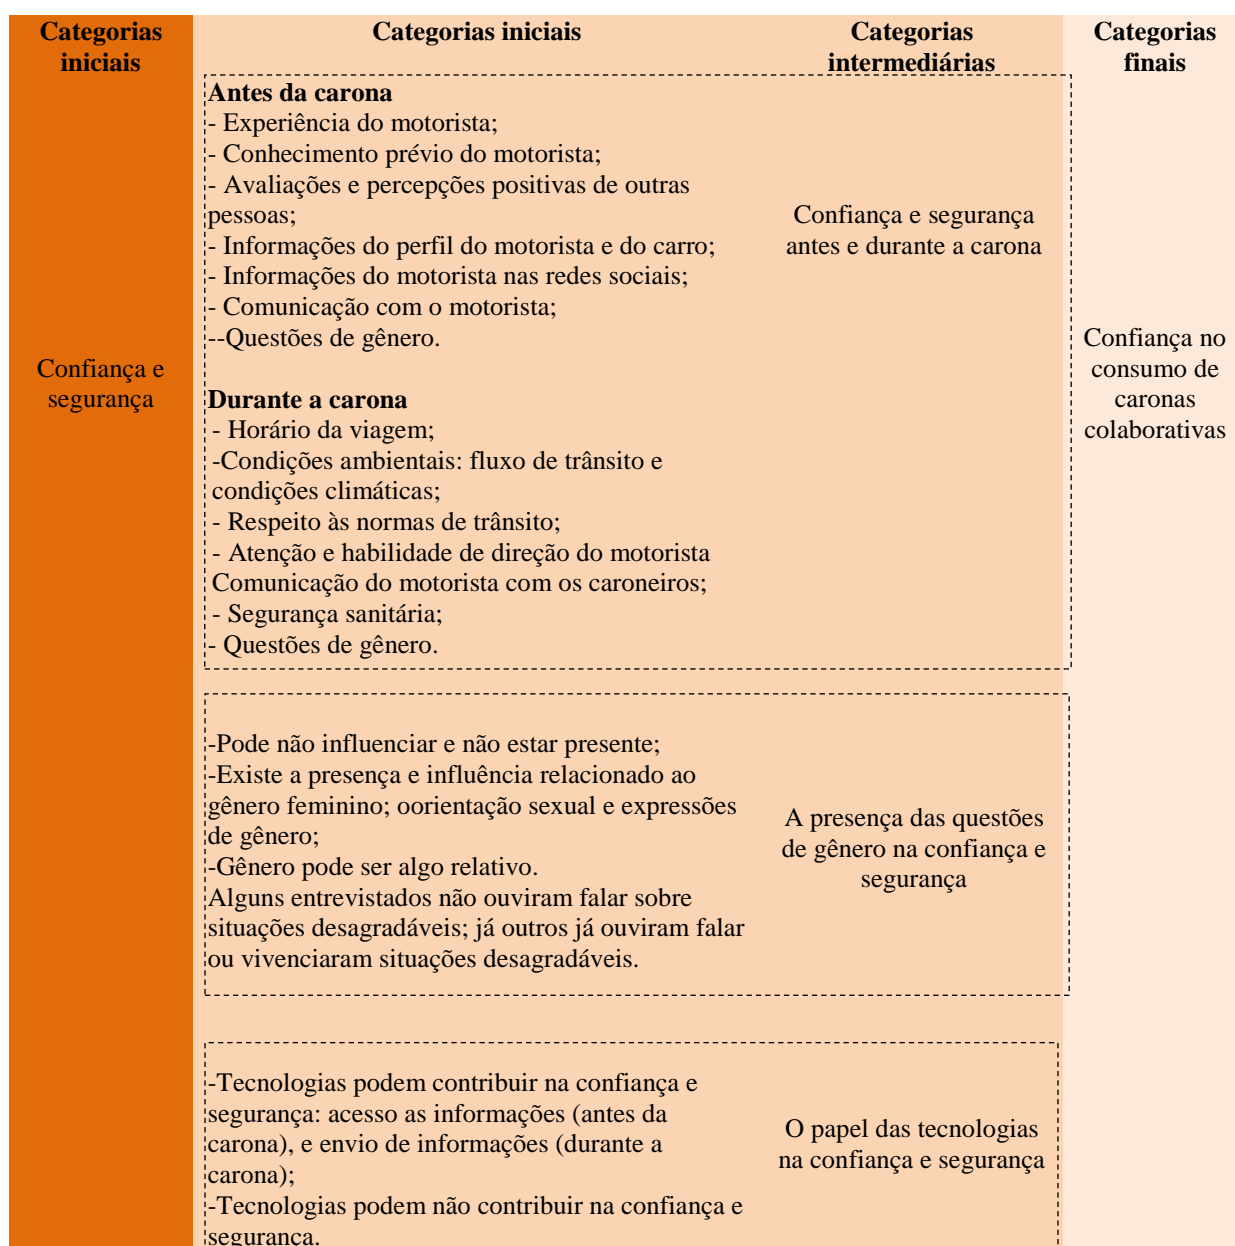 Categorias
iniciais
Categorias iniciais
Categorias
intermediárias
Categorias
finais
Confiança e
segurança
Antes da carona
- Experiência do motorista;
- Conhecimento prévio do motorista;
- Avaliações e percepções positivas de outras
pessoas;
- Informações do perfil do motorista e do carro;
- Informações do motorista nas redes sociais;
- Comunicação com o motorista;
--Questões de gênero.
Durante a carona
- Horário da viagem;
-Condições ambientais: fluxo de trânsito e
condições climáticas;
- Respeito às normas de trânsito;
- Atenção e habilidade de direção do motorista
Comunicação do motorista com os caroneiros;
- Segurança sanitária;
- Questões de gênero.
Confiança e segurança
antes e durante a carona
-Pode não influenciar e não estar presente;
-Existe a presença e influência relacionado ao
gênero feminino; oorientação sexual e expressões
de gênero;
-Gênero pode ser algo relativo.
Alguns entrevistados não ouviram falar sobre
situações desagradáveis; já outros já ouviram falar
ou vivenciaram situações desagradáveis.
A presença das questões
de gênero na confiança e
segurança
-Tecnologias podem contribuir na confiança e
segurança: acesso as informações (antes da
carona), e envio de informações (durante a
carona);
-Tecnologias podem não contribuir na confiança e
segurança.
O papel das tecnologias
na confiança e segurança
Confiança no
consumo de
caronas
colaborativas